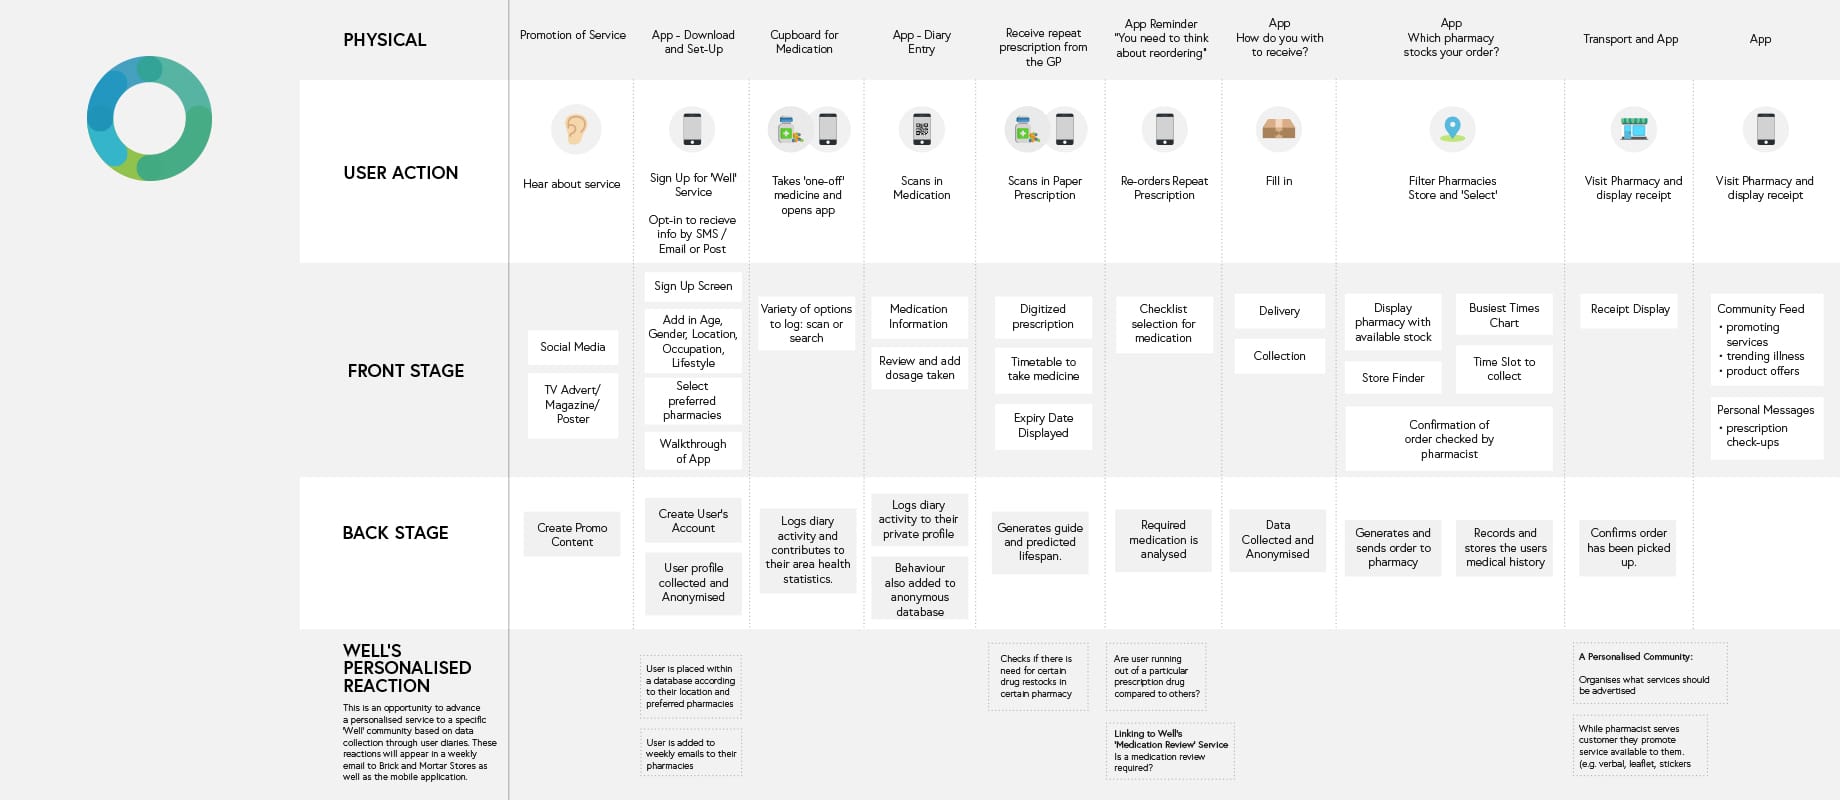 PHYSICAL
Promotion of Service
App - Download
and Set-Up
Cupboard for
Medication
App - Diary
Entry
Receive repeat
prescription from
the GP
App Reminder
"You need to think
about reordering"
App
How do you with
to receive?
App
Which pharmacy
stocks your order?
Transport and App
App
USER ACTION
Hear about service
Sign Up for 'Well'
Service
Opt-in to recieve
info by SMS /
Email or Post
Takes 'one-off'
medicine and
opens app
Scans in
Medication
Scans in Paper
Prescription
Re-orders Repeat
Prescription
Fill in
Filter Pharmacies
Store and 'Select'
Visit Pharmacy and
display receipt
Visit Pharmacy and
display receipt
FRONT STAGE
Social Media
TV Advert/
Magazine/
Poster
Sign Up Screen
Add in Age,
Gender, Location,
Occupation,
Lifestyle
Select
preferred
pharmacies
Walkthrough
of App
Variety of options
to log: scan or
search
Medication
Information
Review and add
dosage taken
Digitized
prescription
Timetable to
take medicine
Expiry Date
Displayed
Checklist
selection for
medication
Delivery
Collection
Display
pharmacy with
available stock
Store Finder
Busiest Times
Chart
Time Slot to
collect
Confirmation of
order checked by
pharmacist
Receipt Display
Community Feed
• promoting
services
• trending illness
• product offers
Personal Messages
• prescription
check-ups
BACK STAGE
Create Promo
Content
Create User's
Account
User profile
collected and
Anonymised
Logs diary
activity and
contributes to
their area health
statistics.
Logs diary
activity to their
private profile
Behaviour
also added to
anonymous
database
Generates guide
and predicted
lifespan.
Required
medication is
analysed
Data
Collected and
Anonymised
Generates and
sends order to
pharmacy
Records and
stores the users
medical history
Confirms order
has been picked
up.
WELL'S
PERSONALISED
REACTION
This is an opportunity to advance
a personalised service to a specific
'Well' community based on data
collection through user diaries. These
reactions will appear in a weekly
email to Brick and Mortar Stores as
well as the mobile application.
User is placed within
a database according
to their location and
preferred pharmacies
User is added to
weekly emails to their
pharmacies
Checks if there is
need for certain
drug restocks in
certain pharmacy
Are user running
out of a particular
prescription drug
compared to others?
Linking to Well's
'Medication Review' Service
Is a medication review
required?
A Personalised Community:
Organises what services should
be advertised
While pharmacist serves
customer they promote
service available to them.
(e.g. verbal, leaflet, stickers